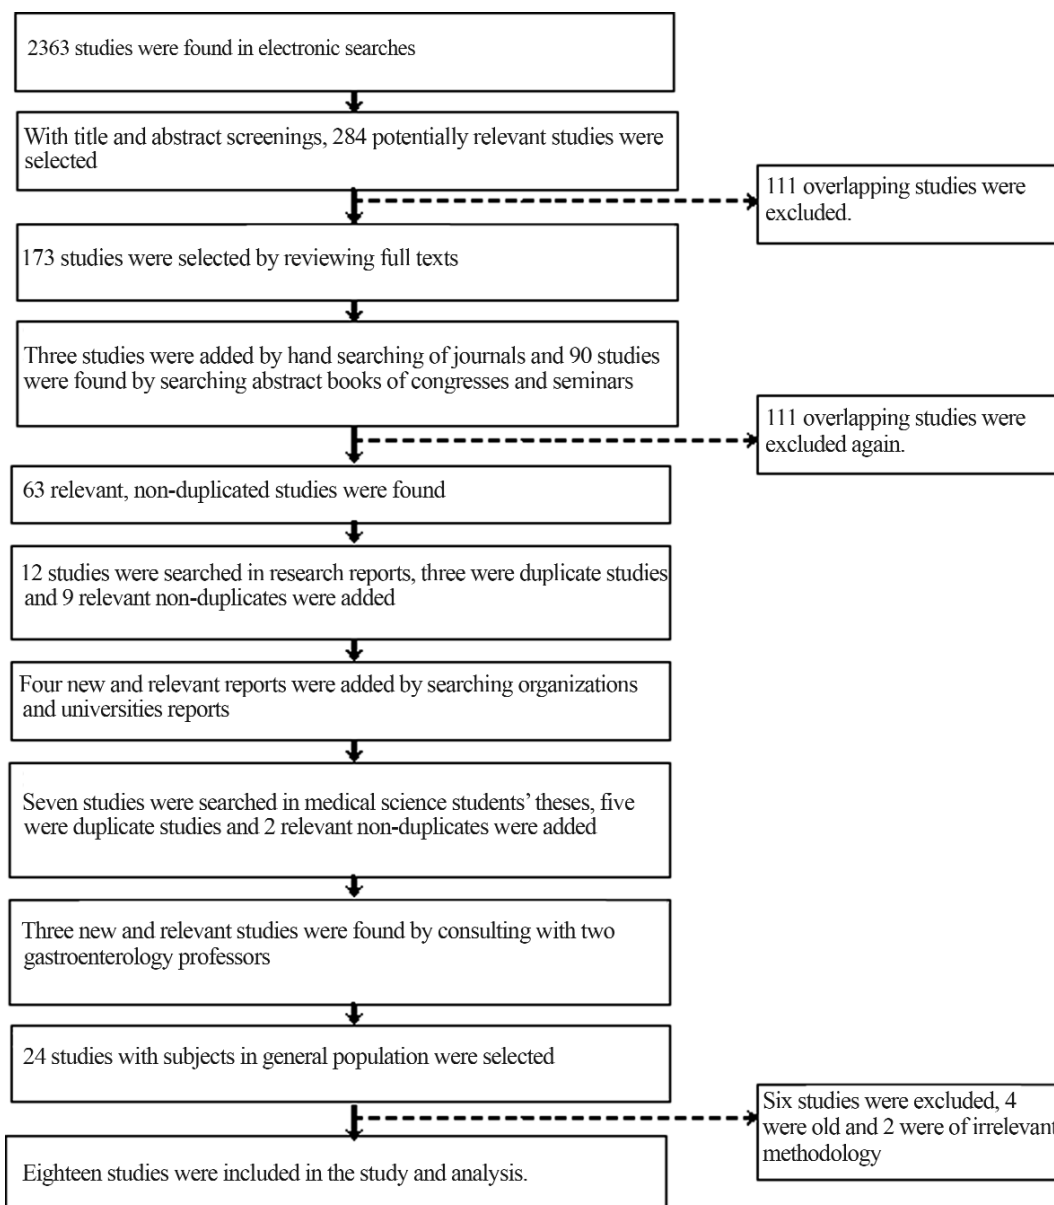 2363 studies were found in electronic searches
With title and abstract screenings, 284 potentially relevant studies were
selected
111 overlapping studies were
excluded.
173 studies were selected by reviewing full texts
Three studies were added by hand searching of journals and 90 studies
were found by searching abstract books of congresses and seminars
111 overlapping studies were
excluded again.
63 relevant, non-duplicated studies were found
12 studies were searched in research reports, three were duplicate studies
and 9 relevant non-duplicates were added
Four new and relevant reports were added by searching organizations
and universities reports
Seven studies were searched in medical science students’ theses, five
were duplicate studies and 2 relevant non-duplicates were added
Three new and relevant studies were found by consulting with two
gastroenterology professors
24 studies with subjects in general population were selected
Six studies were excluded, 4
were old and 2 were of irrelevant
methodology
Eighteen studies were included in the study and analysis.